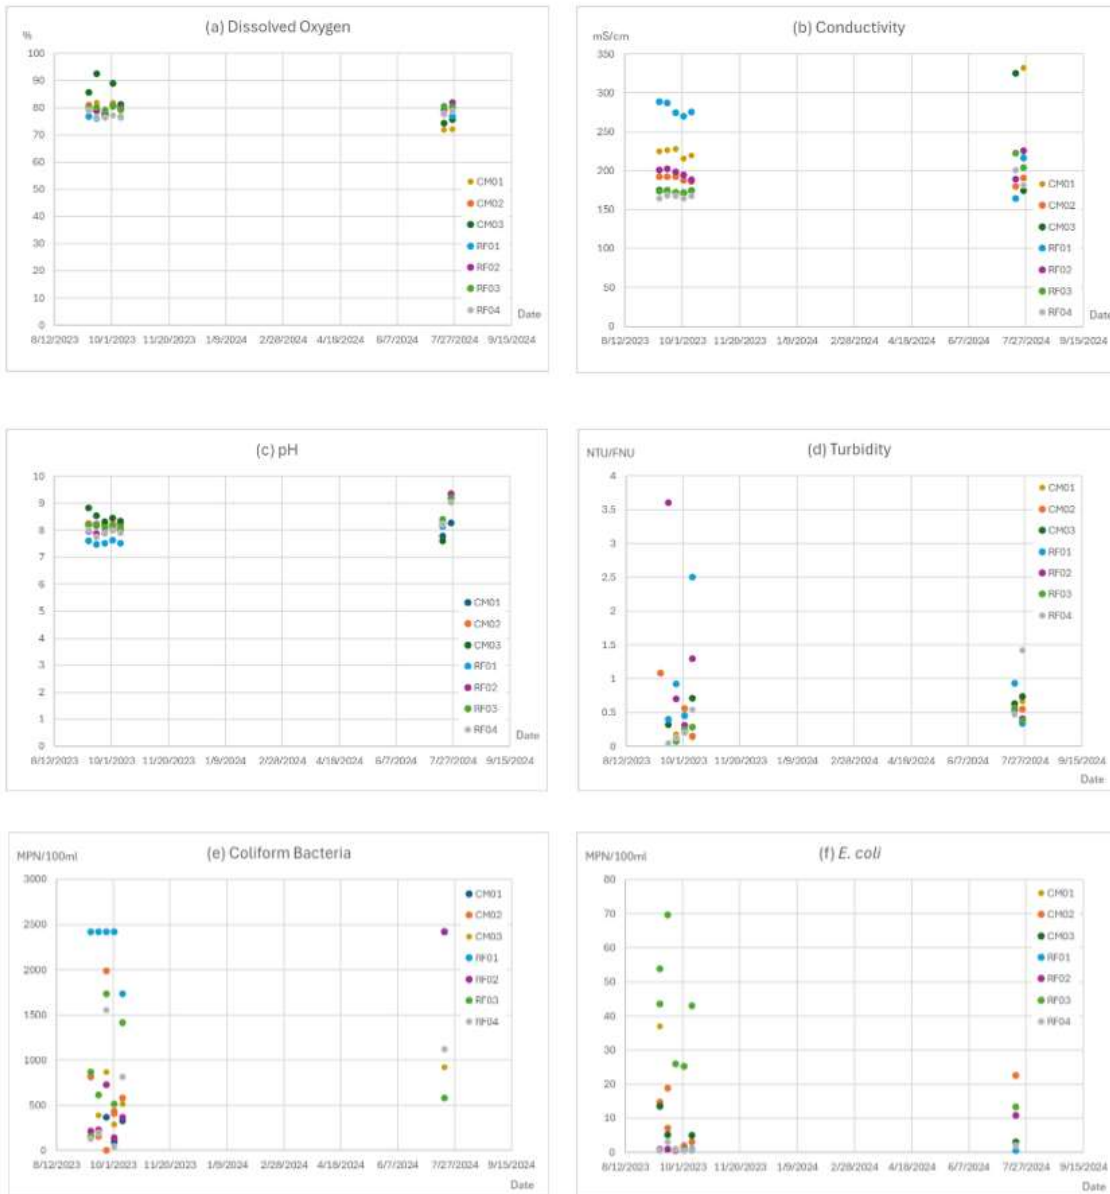 (a) Dissolved Oxygen
%
100
90
80
70
60
50
40
30
20
10
0
CM01
CM02
CM03
RF01
RF02
RF03
RF04
Date
8/12/2023 10/1/2023 11/20/2023 1/9/2024 2/28/2024 4/18/2024 6/7/2024 7/27/2024 9/15/2024
(b) Conductivity
mS/cm
350
300
250
200
150
100
50
0
CM01
CM02
CM03
RF01
RF02
RF03
RF04
Date
8/12/2023 10/1/2023 11/20/2023 1/9/2024 2/28/2024 4/18/2024 6/7/2024 7/27/2024 9/15/2024
(c) pH
10
9
8
7
6
5
4
3
2
1
0
CM01
CM02
CM03
RF01
RF02
RF03
RF04
Date
8/12/2023 10/1/2023 11/20/2023 1/9/2024 2/28/2024 4/18/2024 6/7/2024 7/27/2024 9/15/2024
(d) Turbidity
NTU/FNU
4
3.5
3
2.5
2
1.5
1
0.5
0
CM01
CM02
CM03
RF01
RF02
RF03
RF04
8/12/2023 10/1/2023 11/20/2023 1/9/2024 2/28/2024 4/18/2024 6/7/2024 7/27/2024 9/15/2024
Date
(e) Coliform Bacteria
MPN/100ml
3000
2500
2000
1500
1000
500
0
CM01
CM02
CM03
RF01
RF02
RF03
RF04
8/12/2023 10/1/2023 11/20/2023 1/9/2024 2/28/2024 4/18/2024 6/7/2024 7/27/2024 9/15/2024
Date
(f) E. coli
MPN/100ml
80
70
60
50
40
30
20
10
0
CM01
CM02
CM03
RF01
RF02
RF03
RF04
8/12/2023 10/1/2023 11/20/2023 1/9/2024 2/28/2024 4/18/2024 6/7/2024 7/27/2024 9/15/2024
Date